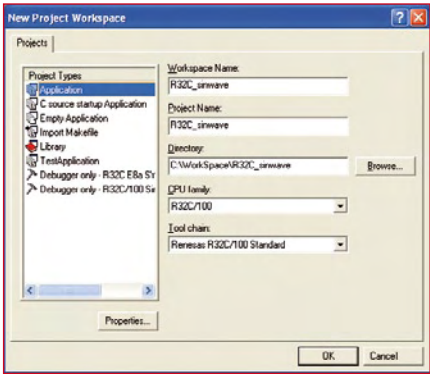 New Project Workspace
Projects
Project Types
Application
C source startup Application
Empty Application
Import Makefile
Library
TestApplication
Debugger only - R32C E8a S
Debugger only - R32C/100 Sir
Properties...
Workspace Name:
R32C_sinwave
Project Name:
R32C_sinwave
Directory:
C:\WorkSpace\R32C_sinwave
Browse...
CPU family:
R32C/100
Tool chain:
Renesas R32C/100 Standard
OK
Cancel